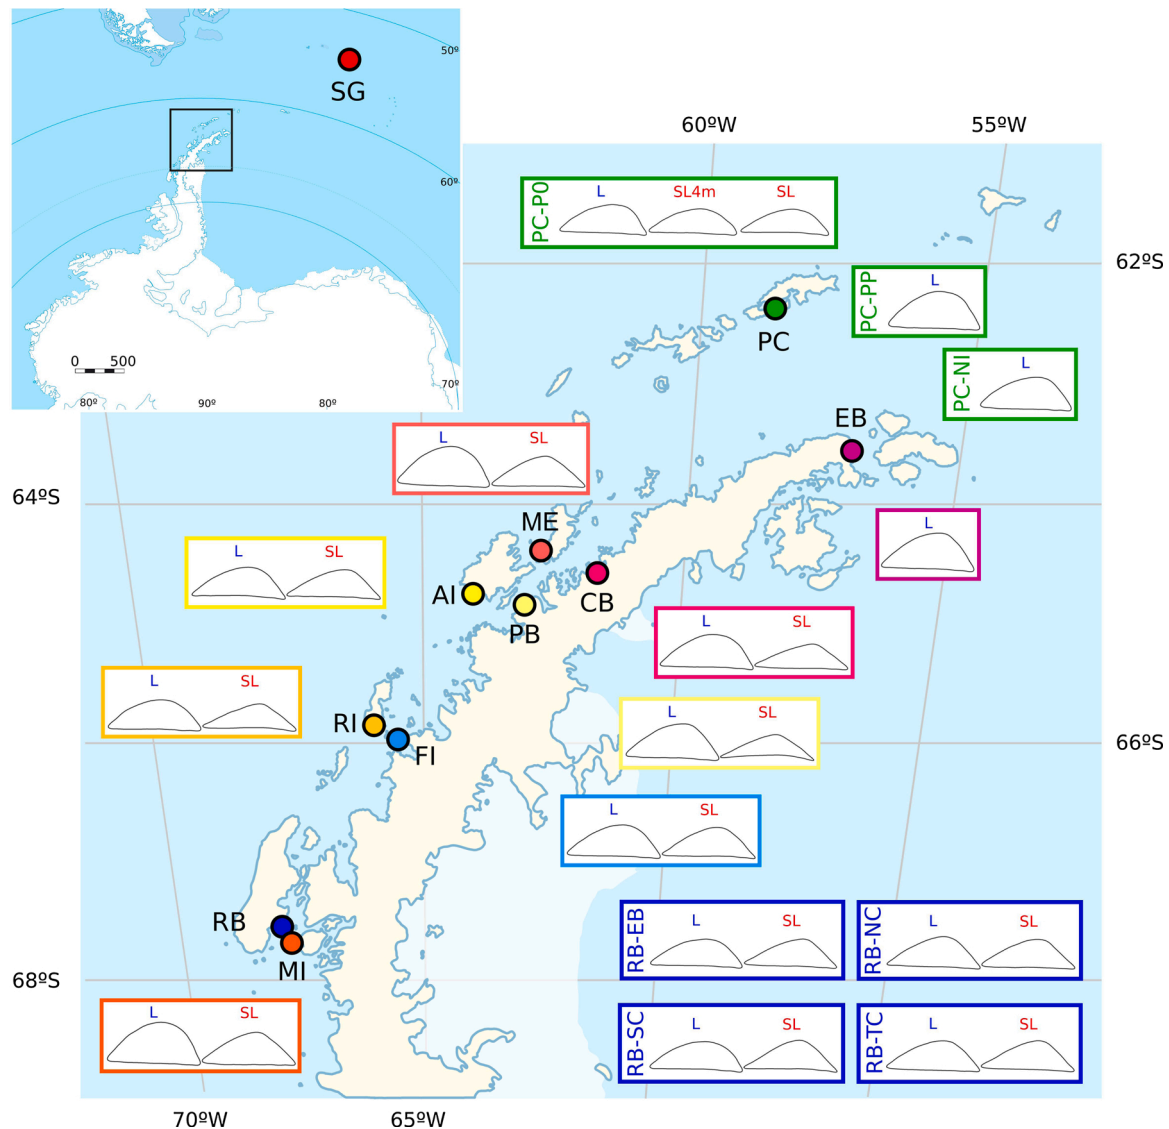 50º
SG
60º
0 500
70º
80º 90º 80º
60ºW 55ºW
PC-P0 L SL4m SL
62ºS
PC-PP L
PC
PC-NI L
EB
L SL
64ºS
ME
L
L SL
AI
CB
PB
L SL
L SL
RI
L SL
FI
66ºS
L SL
RB
RB-EB L SL
RB-NC L SL
MI
68ºS
L SL
RB-SC L SL
RB-TC L SL
70ºW 65ºW